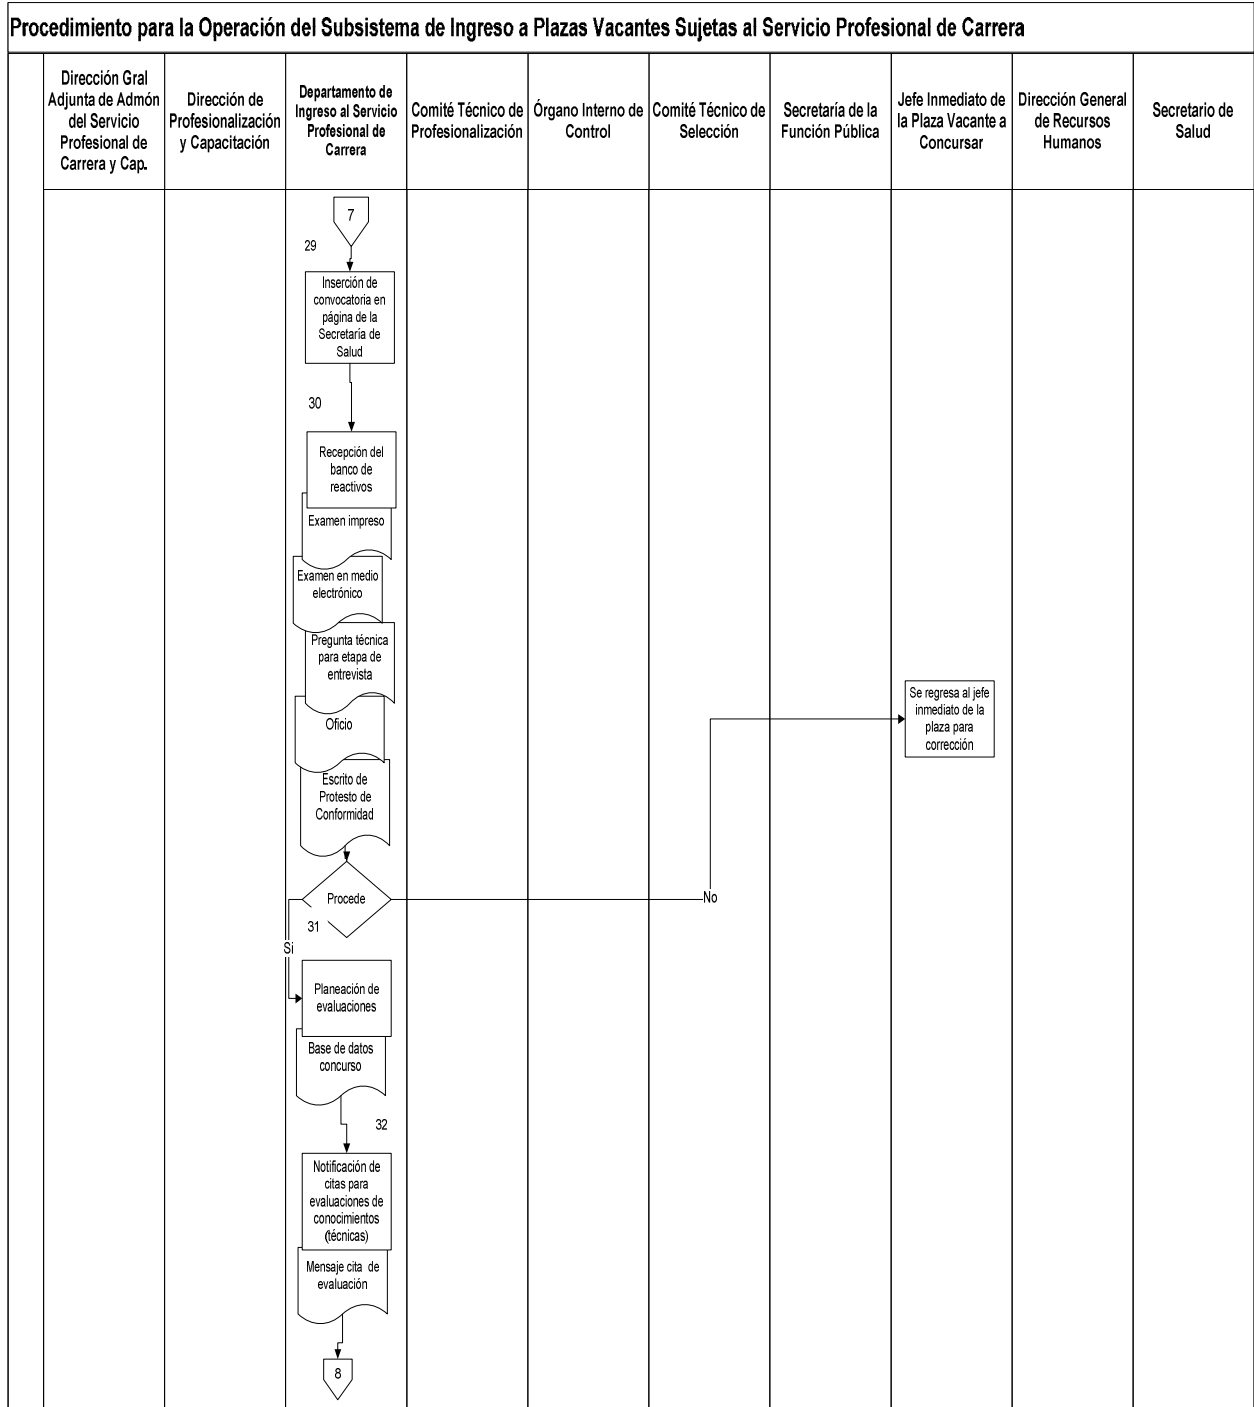 Procedimiento para la Operación del Subsistema de Ingreso a Plazas Vacantes Sujetas al Servicio Profesional de Carrera
Dirección Gral
Adjunta de Admón
del Servicio
Profesional de
Carrera y Cap.
Dirección de
Profesionalización
y Capacitación
Departamento de
Ingreso al Servicio
Profesional de
Carrera
Comité Técnico de
Profesionalización
Órgano Interno de
Control
Comité Técnico de
Selección
Secretaría de la
Función Pública
Jefe Inmediato de
la Plaza Vacante a
Concursar
Dirección General
de Recursos
Humanos
Secretario de
Salud
7
29
Inserción de
convocatoria en
página de la
Secretaría de
Salud
30
Recepción del
banco de
reactivos
Examen impreso
Examen en medio
electrónico
Pregunta técnica
para etapa de
entrevista
Oficio
Se regresa al jefe
inmediato de la
plaza para
corrección
Escrito de
Protesto de
Conformidad
Procede
No
31
Si
Planeación de
evaluaciones
Base de datos
concurso
32
Notificación de
citas para
evaluaciones de
conocimientos
(técnicas)
Mensaje cita de
evaluación
8